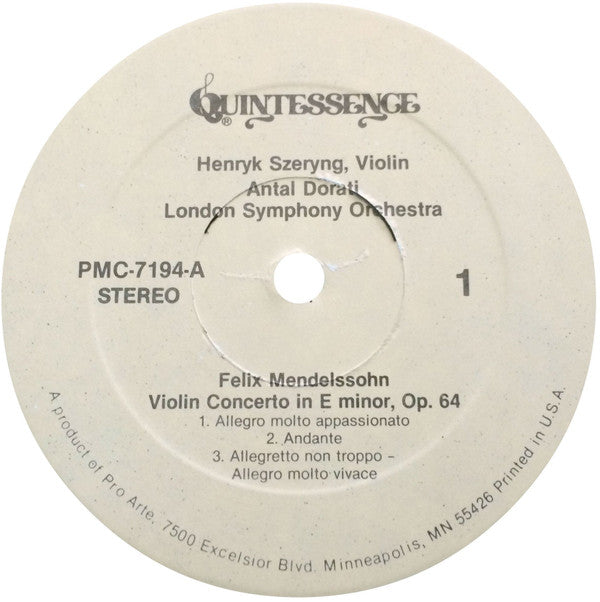 QUINTESSENCE®
Henryk Szeryng, Violin
Antal Dorati
London Symphony Orchestra
PMC-7194-A
STEREO
1
Felix Mendelssohn
Violin Concerto in E minor, Op. 64
1. Allegro molto appassionato
2. Andante
3. Allegretto non troppo –
Allegro molto vivace
A product of Pro Arte, 7500 Excelsior Blvd. Minneapolis, MN 55426 Printed in U.S.A.